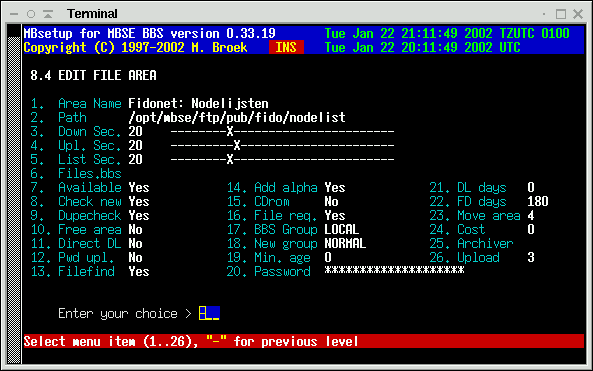 Terminal
MBsetup for MBSE BBS version 0.33.19 Tue Jan 22 21:11:49 2002 TZUTC 0100
Copyright (C) 1997-2002 M. Broek INS Tue Jan 22 20:11:49 2002 UTC
8.4 EDIT FILE AREA
1. Area Name Fidonet: Nodelijsten
2. Path /opt/mbse/ftp/pub/fido/nodelist
3. Down Sec. 20 --------X-----------------------
4. Upl. Sec. 20 ---------X----------------------
5. List Sec. 20 --------X-----------------------
6. Files.bbs
7. Available Yes 14. Add alpha Yes 21. DL days 0
8. Check new Yes 15. CDrom No 22. FD days 180
9. Dupecheck Yes 16. File req. Yes 23. Move area 4
10. Free area No 17. BBS Group LOCAL 24. Cost 0
11. Direct DL No 18. New group NORMAL 25. Archiver
12. Pwd upl. No 19. Min. age 0 26. Upload 3
13. Filefind Yes 20. Password ********************
Enter your choice > -__
Select menu item (1..26), "-" for previous level